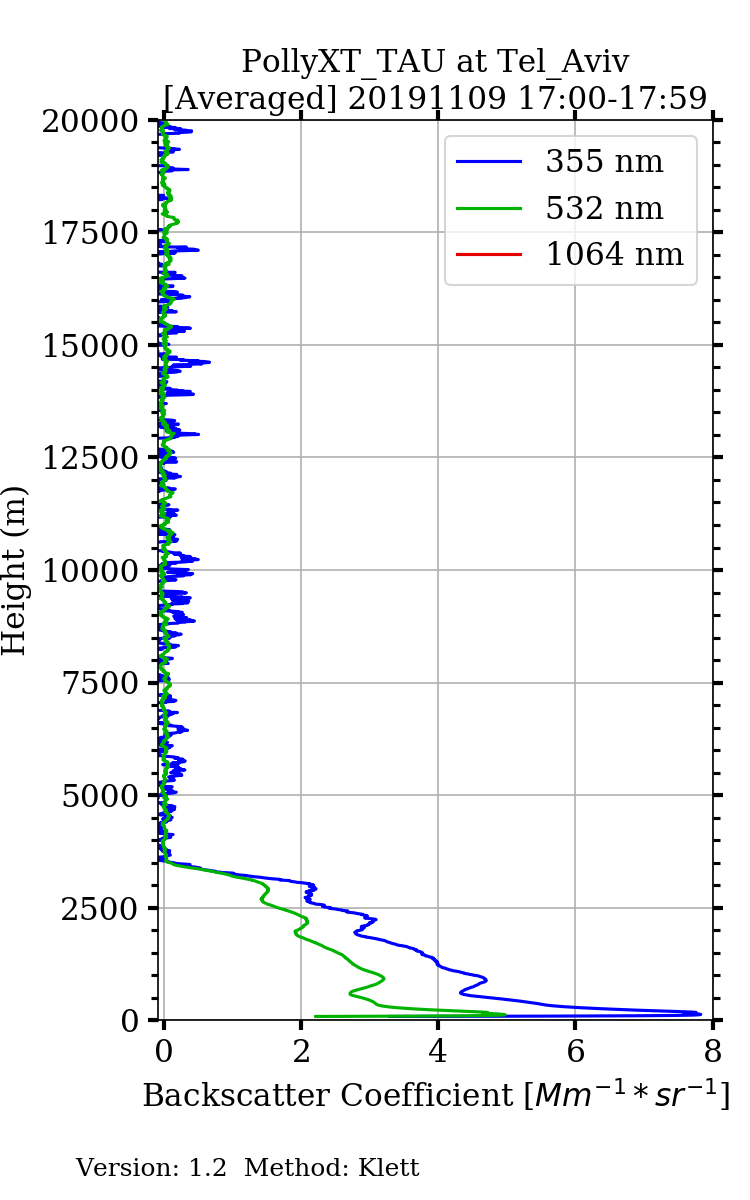 PollyXT_TAU at Tel_Aviv
[Averaged] 20191109 17:00-17:59
20000
17500
15000
12500
10000
7500
5000
2500
0
Height (m)
355 nm
532 nm
1064 nm
0 2 4 6 8
Backscatter Coefficient [Mm⁻¹ * sr⁻¹]
Version: 1.2 Method: Klett